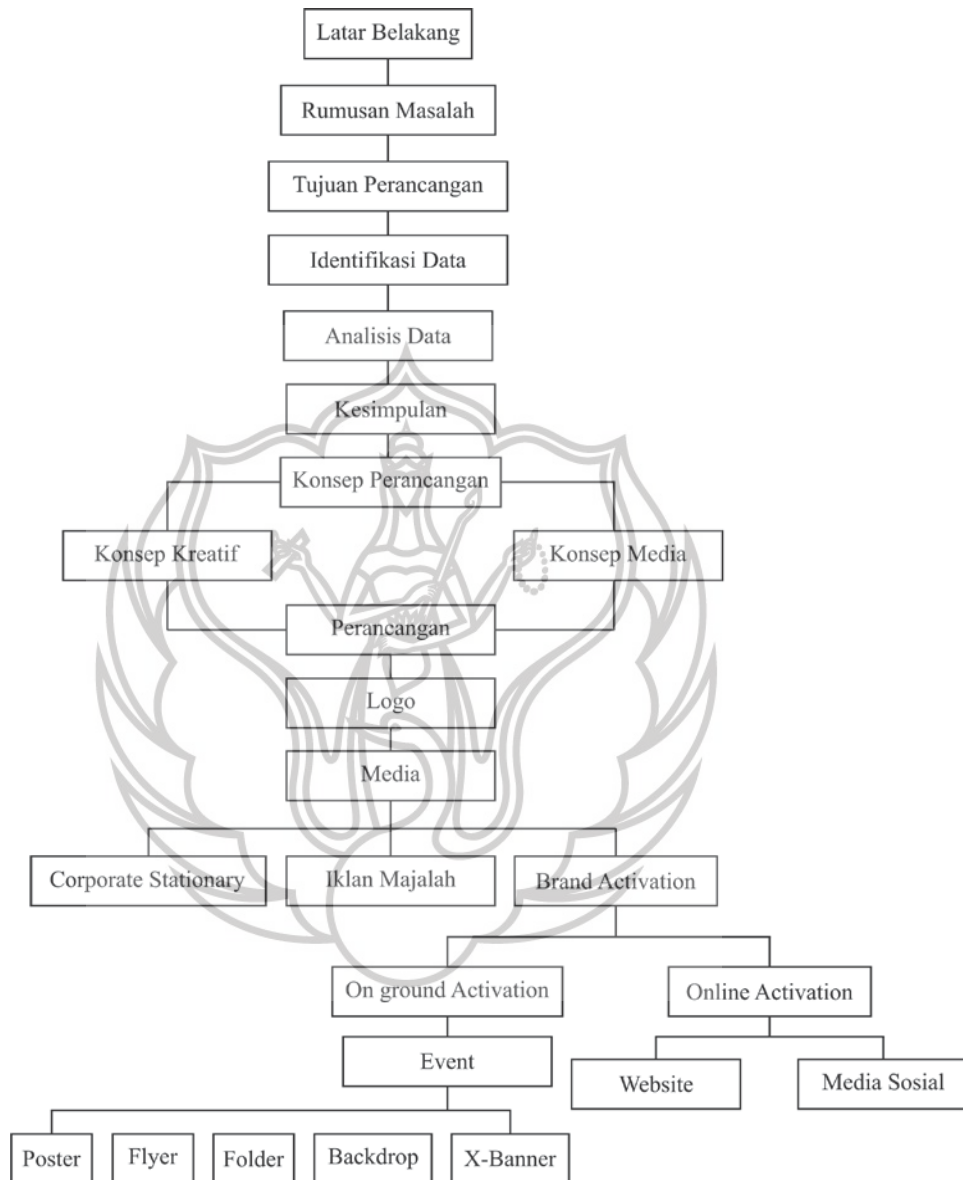 Latar Belakang
Rumusan Masalah
Tujuan Perancangan
Identifikasi Data
Analisis Data
Kesimpulan
Konsep Perancangan
Konsep Kreatif
Konsep Media
Perancangan
Logo
Media
Corporate Stationary
Iklan Majalah
Brand Activation
On ground Activation
Online Activation
Event
Website
Media Sosial
Poster
Flyer
Folder
Backdrop
X-Banner